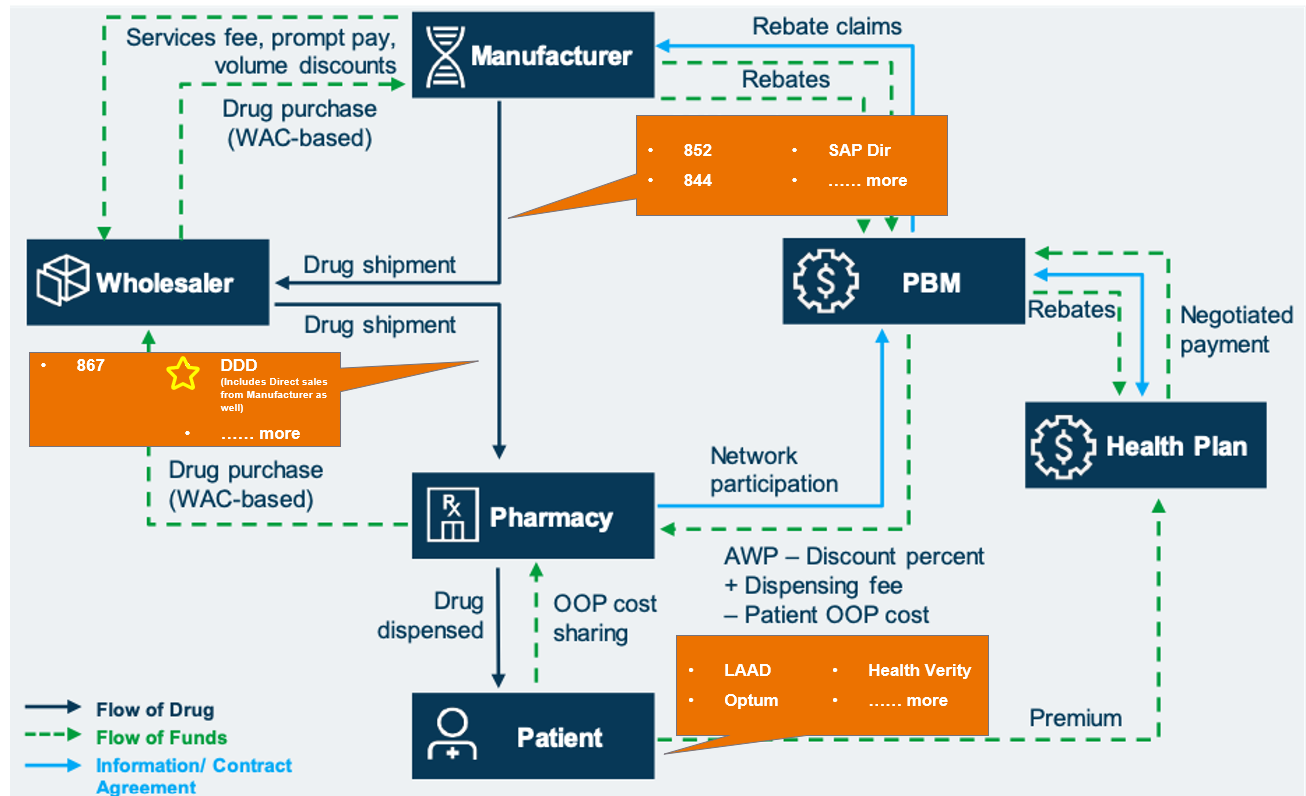 Services fee, prompt pay,
volume discounts
Manufacturer
Rebate claims
Rebates
Drug purchase
(WAC-based)
• 852
• SAP Dir
• 844
• …… more
Wholesaler
Drug shipment
Drug shipment
PBM
Rebates
Negotiated
payment
• 867
DDD
(Includes Direct sales
from Manufacturer as
well)
• …… more
Health Plan
Drug purchase
(WAC-based)
Network
participation
Pharmacy
AWP – Discount percent
+ Dispensing fee
– Patient OOP cost
Drug
dispensed
OOP cost
sharing
• LAAD
• Health Verity
• Optum
• …… more
Patient
Premium
Flow of Drug
Flow of Funds
Information/ Contract
Agreement